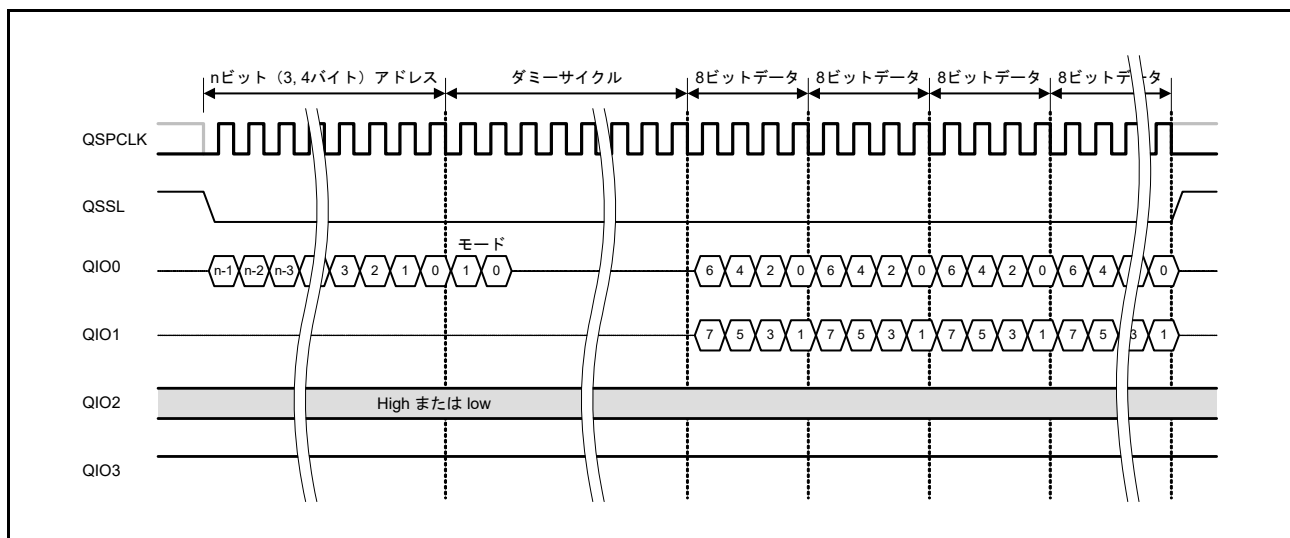 nビット（3, 4バイト）アドレス ダミーサイクル 8ビットデータ 8ビットデータ 8ビットデータ 8ビットデータ
QSPCLK
QSSL
モード
QIO0 n-1 n-2 n-3 3 2 1 0 1 0 6 4 2 0 6 4 2 0 6 4 2 0 6 4 0
QIO1 7 5 3 1 7 5 3 1 7 5 3 1 7 5 3 1
QIO2 High または low
QIO3